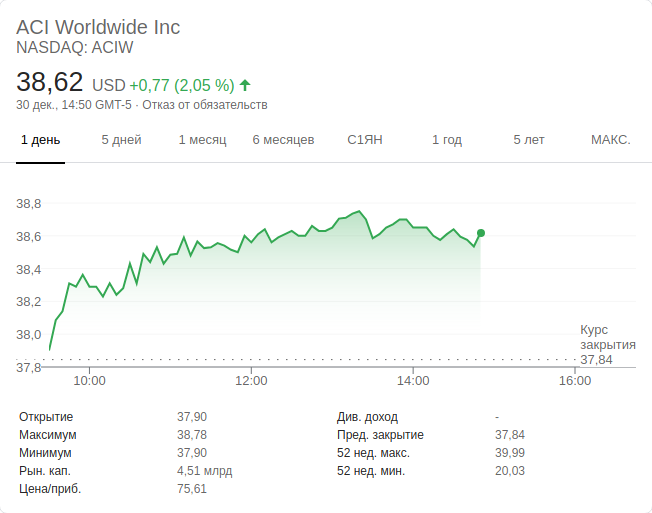 ACI Worldwide Inc
NASDAQ: ACIW
38,62 USD +0,77 (2,05 %)
30 дек., 14:50 GMT-5 · Отказ от обязательств
1 день 5 дней 1 месяц 6 месяцев С1ЯН 1 год 5 лет МАКС.
38,8
38,6
38,4
38,2
38,0
37,8
Курс
закрытия
37,84
10:00 12:00 14:00 16:00
Открытие 37,90 Див. доход -
Максимум 38,78 Пред. закрытие 37,84
Минимум 37,90 52 нед. макс. 39,99
Рын. кап. 4,51 млрд 52 нед. мин. 20,03
Цена/приб. 75,61